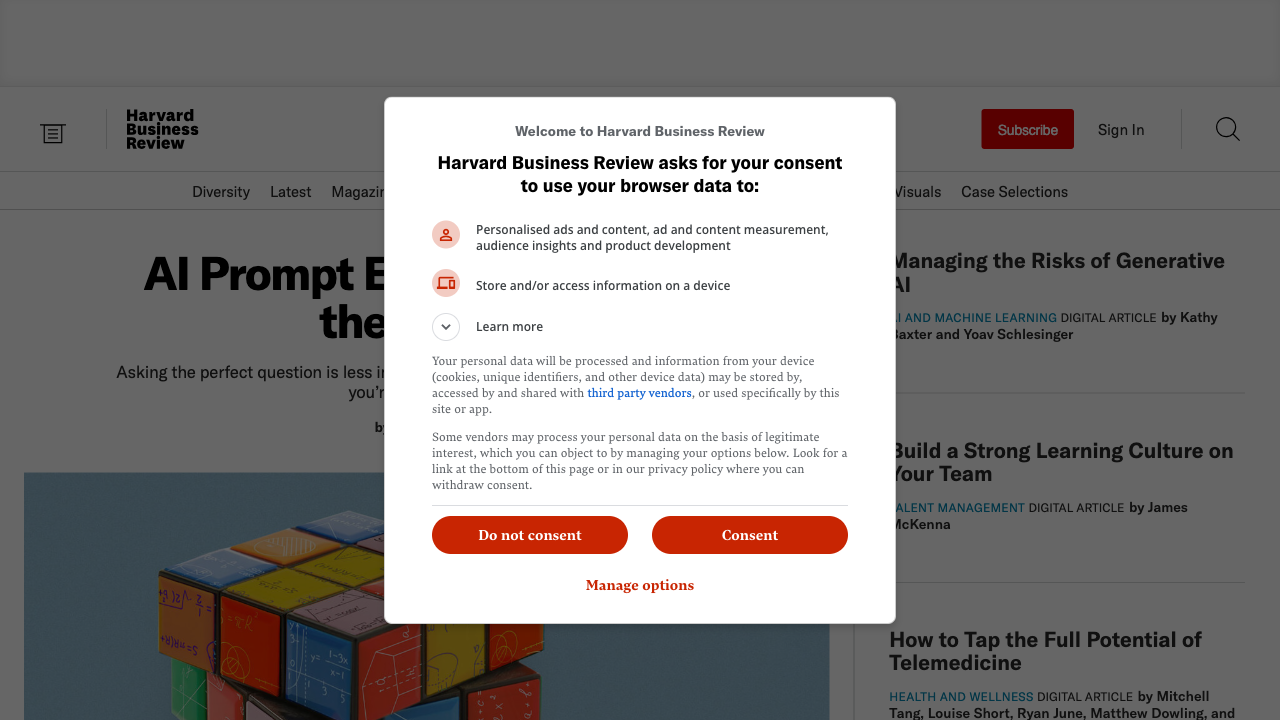 Harvard
Business
Review
Subscribe
Sign In
Diversity
Latest
Visuals
Case Selections
AI Prompt
the
Asking the perfect question is less
Welcome to Harvard Business Review
Harvard Business Review asks for your consent
to use your browser data to:
Personalised ads and content, ad and content measurement,
audience insights and product development
Store and/or access information on a device
Learn more
Your personal data will be processed and information from your device
(cookies, unique identifiers, and other device data) may be stored by,
accessed by and shared with third party vendors, or used specifically by this
site or app.
Some vendors may process your personal data on the basis of legitimate
interest, which you can object to by managing your options below. Look for a
link at the bottom of this page or in our privacy policy where you can
withdraw consent.
Do not consent
Consent
Manage options
Managing the Risks of Generative
AI
AI AND MACHINE LEARNING DIGITAL ARTICLE by Kathy
Baxter and Yoav Schlesinger
Build a Strong Learning Culture on
Your Team
TALENT MANAGEMENT DIGITAL ARTICLE by James
McKenna
How to Tap the Full Potential of
Telemedicine
HEALTH AND WELLNESS DIGITAL ARTICLE by Mitchell
Tang, Louise Short, Ryan June, Matthew Dowling, and